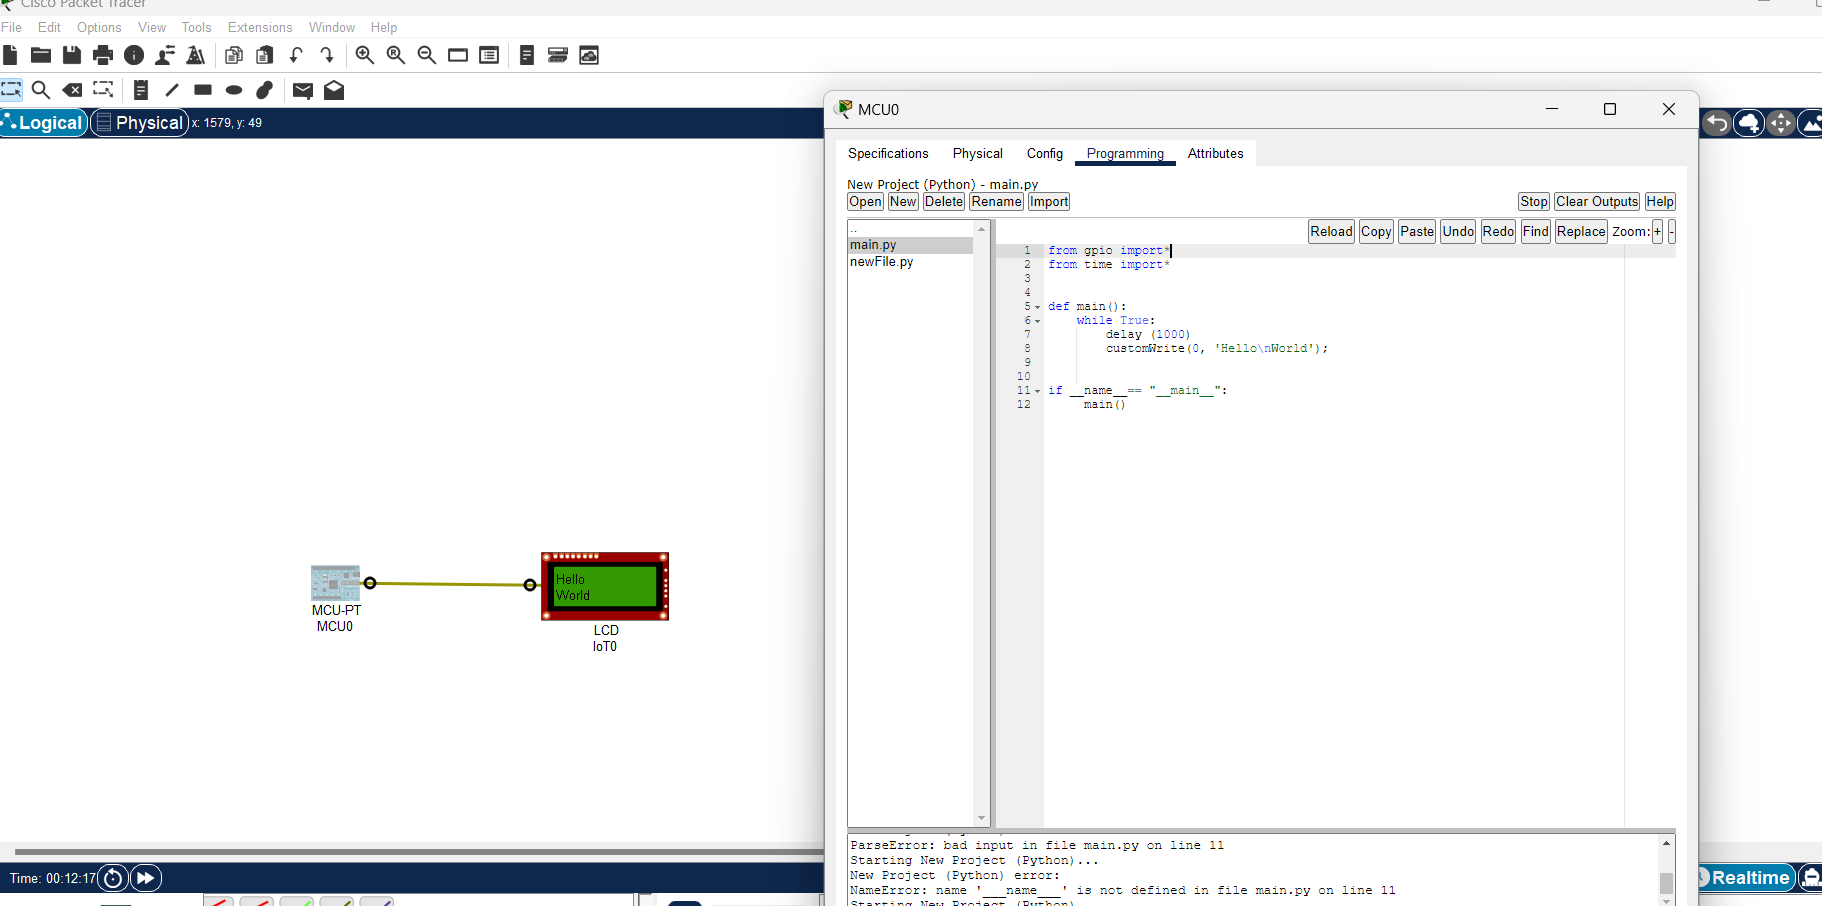 Cisco Packet Tracer
File Edit Options View Tools Extensions Window Help
Logical Physical x: 1579, y: 49
MCU0
Specifications Physical Config Programming Attributes
New Project (Python) - main.py
Open New Delete Rename Import Stop Clear Outputs Help
Reload Copy Paste Undo Redo Find Replace Zoom: + -
..
main.py
newFile.py
1 from gpio import*
2 from time import*
3
4
5 def main():
6 while True:
7 delay (1000)
8 customWrite(0, 'Hello\nWorld');
9
10
11 if __name__== "__main__":
12 main()
Hello
World
MCU-PT
MCU0
LCD
IoT0
ParseError: bad input in file main.py on line 11
Starting New Project (Python)...
New Project (Python) error:
NameError: name '___name___' is not defined in file main.py on line 11
Starting New Project (Python)
Time: 00:12:17
Realtime